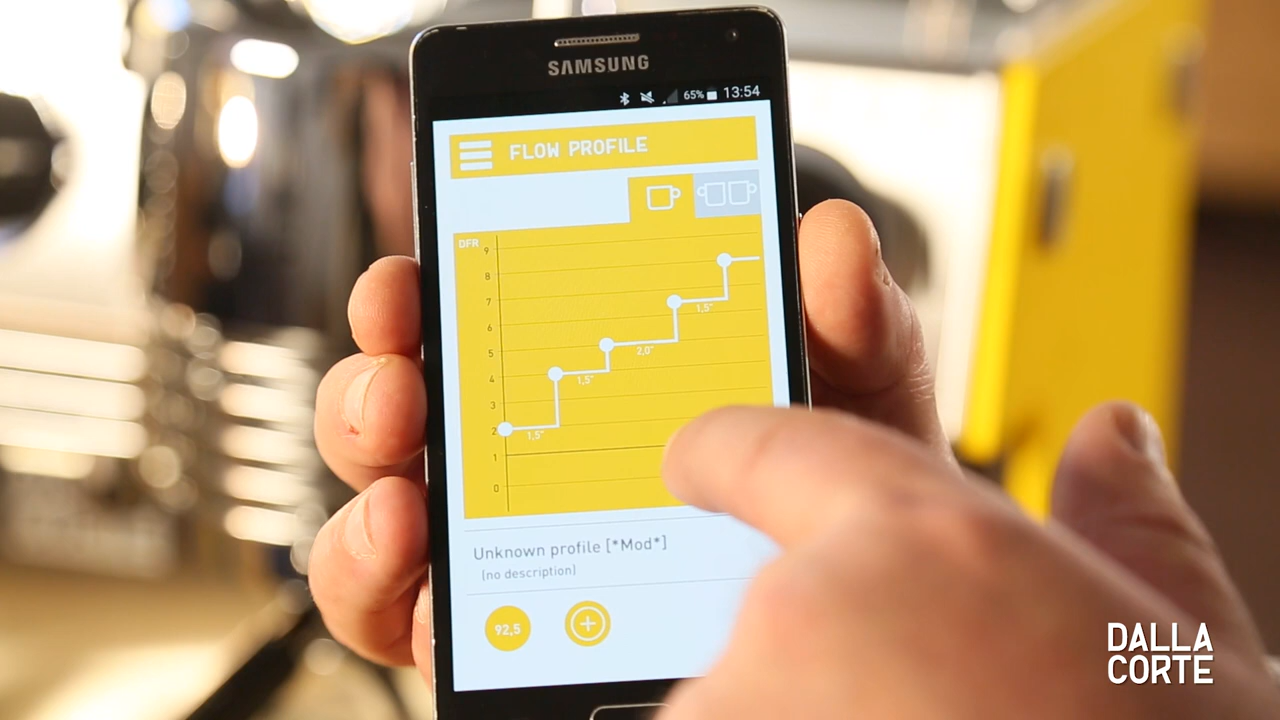 SAMSUNG
65% 13:54
FLOW PROFILE
DFR
9
8
7
6
5
4
3
2
1
0
1,5"
1,5"
2,0"
1,5"
Unknown profile [*Mod*]
(no description)
92,5
DALLA
CORTE